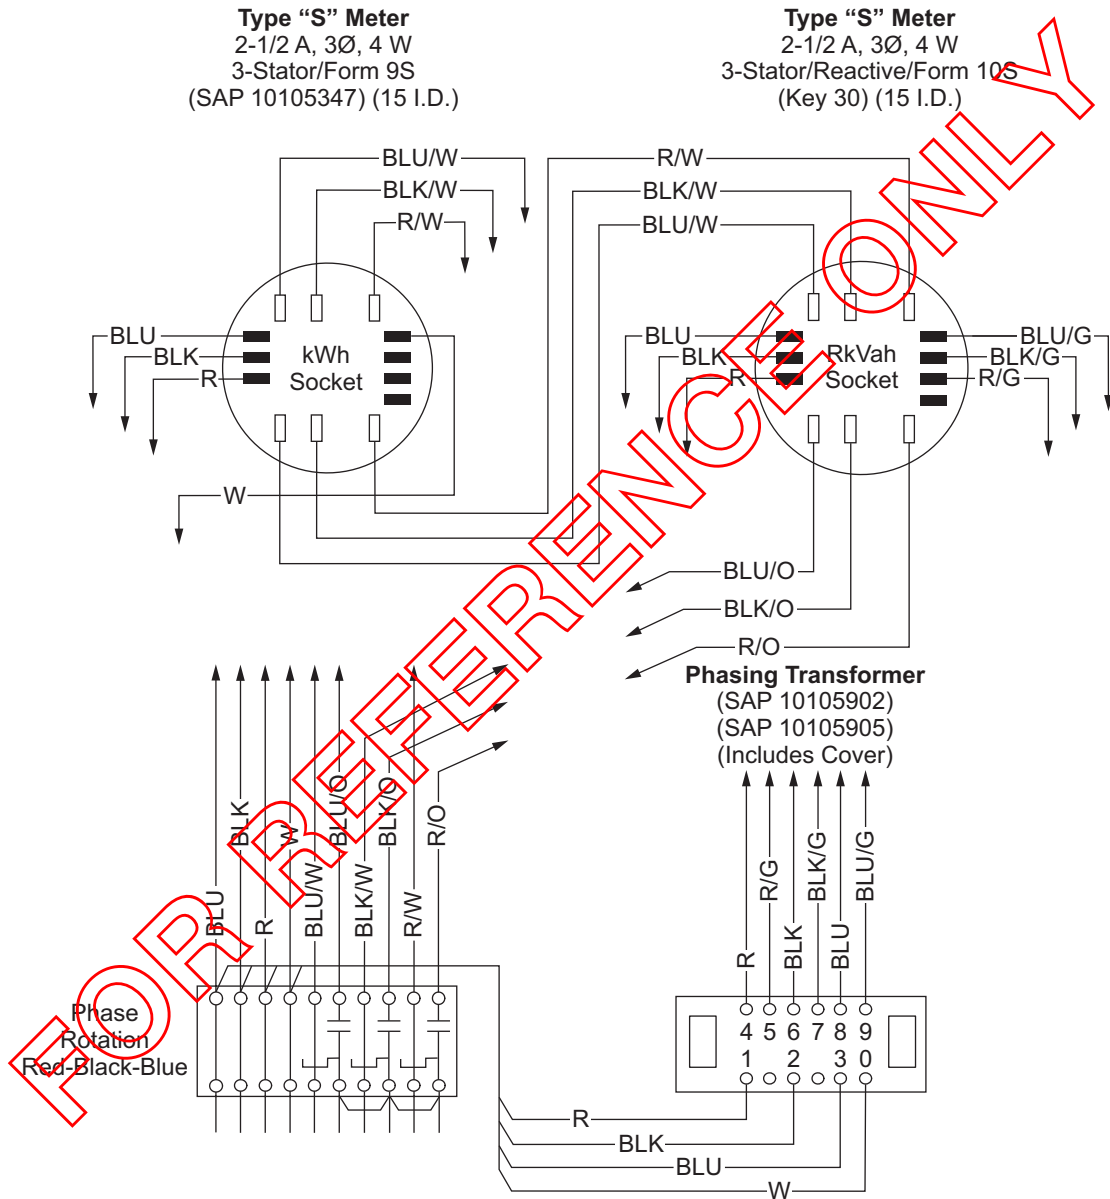 Type “S” Meter
2-1/2 A, 3Ø, 4 W
3-Stator/Form 9S
(SAP 10105347) (15 I.D.)
Type “S” Meter
2-1/2 A, 3Ø, 4 W
3-Stator/Reactive/Form 10S
(Key 30) (15 I.D.)
BLU/W
BLK/W
R/W
R/W
BLK/W
BLU/W
BLU
BLK
R
kWh
Socket
W
BLU
BLK
R
RkVah
Socket
BLU/G
BLK/G
R/G
BLU/O
BLK/O
R/O
Phasing Transformer
(SAP 10105902)
(SAP 10105905)
(Includes Cover)
BLU
BLK
R
W
BLU/W
BLU/O
BLK/W
BLK/O
R/W
R/O
R
R/G
BLK
BLK/G
BLU
BLU/G
Phase
Rotation
Red-Black-Blue
4 5 6 7 8 9
1 2 3 0
R
BLK
BLU
W
FOR REFERENCE ONLY